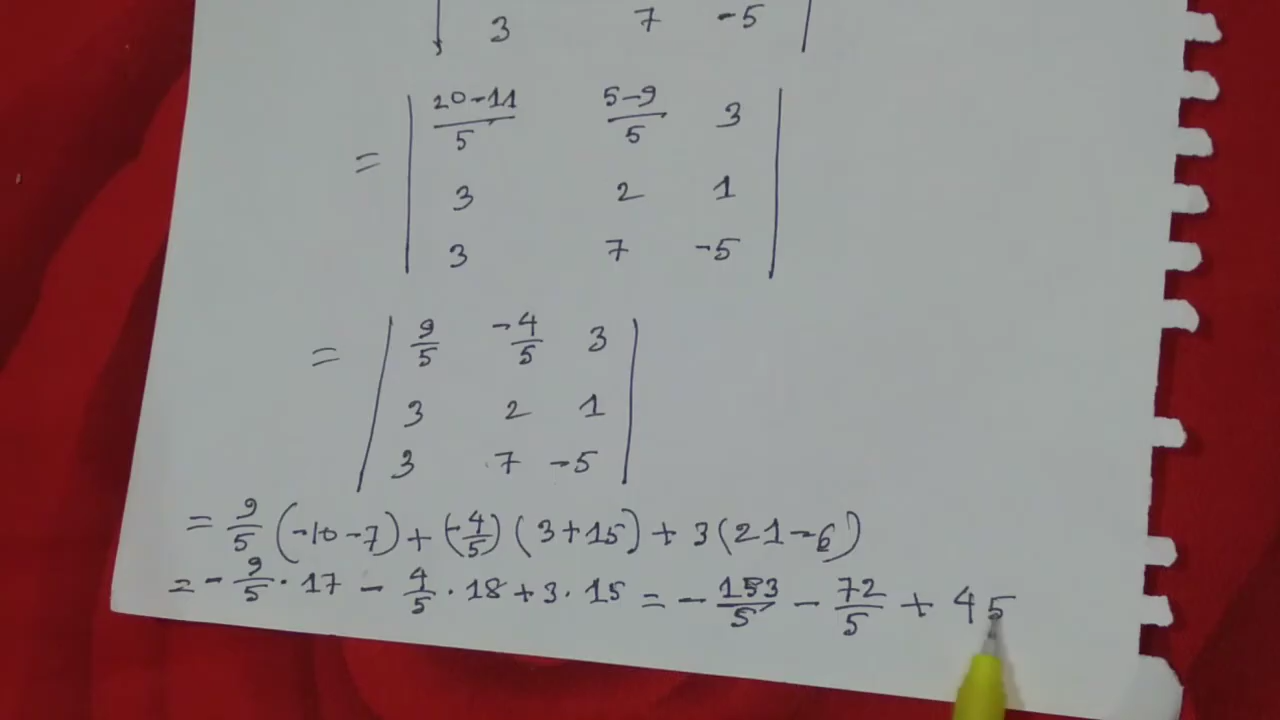 3 7 -5
= | (20-11)/5 (5-9)/5 3 |
3 2 1
3 7 -5
= | 9/5 -4/5 3 |
3 2 1
3 7 -5
= 9/5 (-10-7) + (-4/5) (3+15) + 3(21-6)
= - 9/5 · 17 - 4/5 · 18 + 3 · 15 = - 153/5 - 72/5 + 45